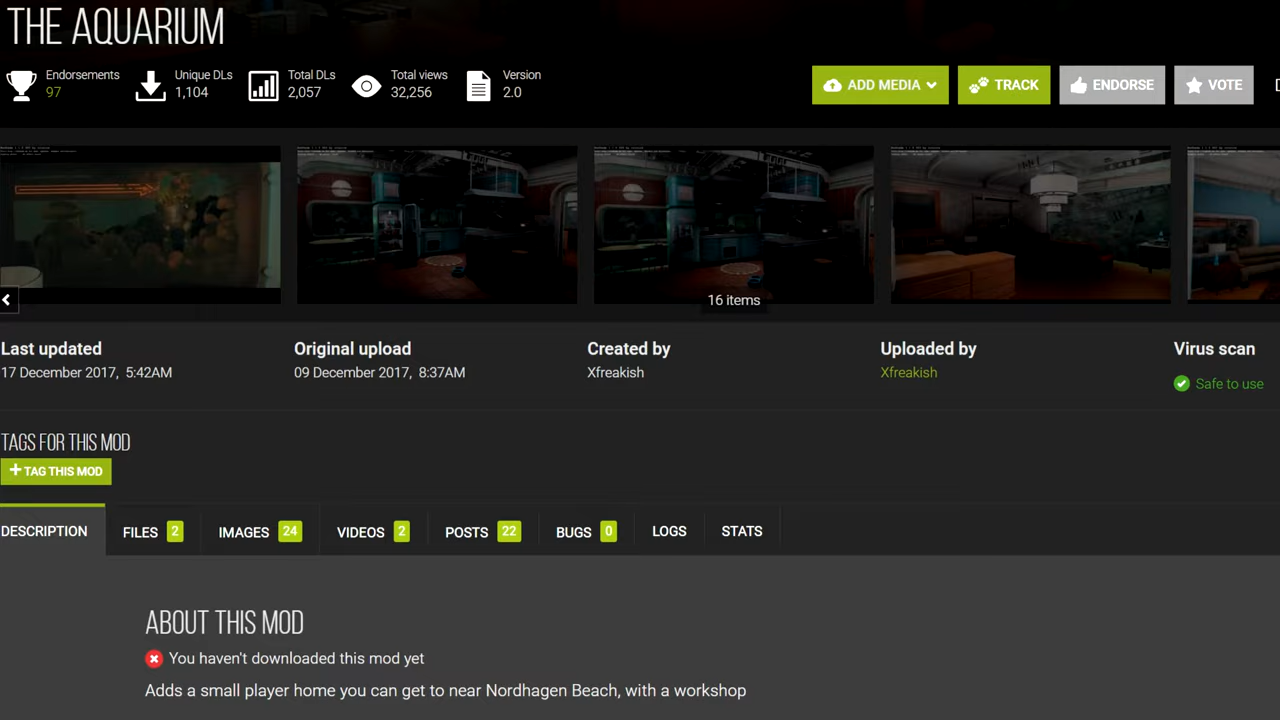 THE AQUARIUM
Endorsements
97
Unique DLs
1,104
Total DLs
2,057
Total views
32,256
Version
2.0
ADD MEDIA
TRACK
ENDORSE
VOTE
16 items
Last updated
17 December 2017, 5:42AM
Original upload
09 December 2017, 8:37AM
Created by
Xfreakish
Uploaded by
Xfreakish
Virus scan
Safe to use
TAGS FOR THIS MOD
+ TAG THIS MOD
DESCRIPTION
FILES 2
IMAGES 24
VIDEOS 2
POSTS 22
BUGS 0
LOGS
STATS
ABOUT THIS MOD
You haven't downloaded this mod yet
Adds a small player home you can get to near Nordhagen Beach, with a workshop